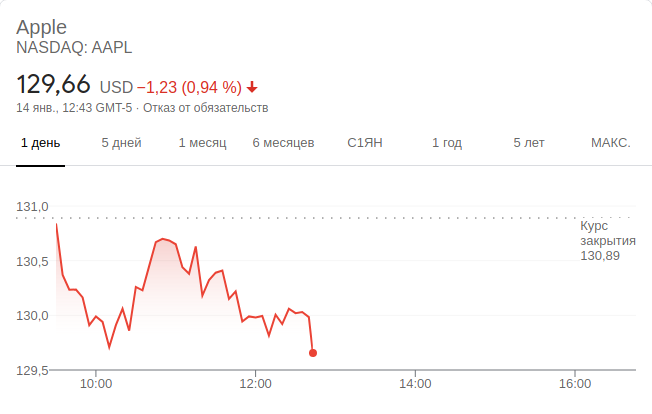 Apple
NASDAQ: AAPL
129,66 USD −1,23 (0,94 %)
14 янв., 12:43 GMT-5 · Отказ от обязательств
1 день 5 дней 1 месяц 6 месяцев С1ЯН 1 год 5 лет МАКС.
131,0
Курс
закрытия
130,89
130,5
130,0
129,5
10:00 12:00 14:00 16:00